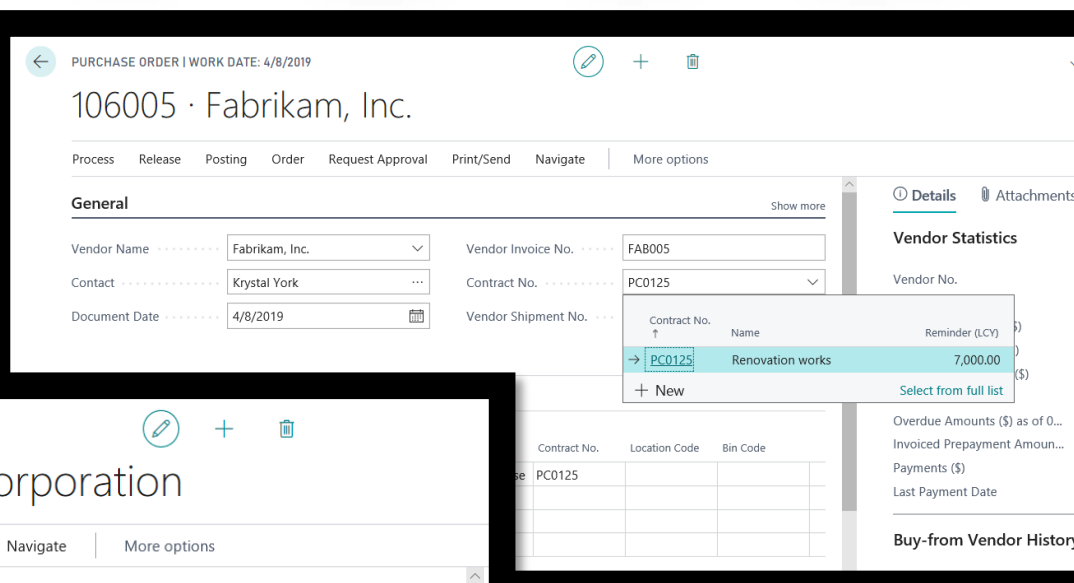 PURCHASE ORDER | WORK DATE: 4/8/2019
106005 · Fabrikam, Inc.
Process Release Posting Order Request Approval Print/Send Navigate More options
General Show more
Vendor Name Fabrikam, Inc. Vendor Invoice No. FAB005
Contact Krystal York Contract No. PC0125
Document Date 4/8/2019 Vendor Shipment No.
Contract No. Name Reminder (LCY)
PC0125 Renovation works 7,000.00
+ New Select from full list
Contract No. Location Code Bin Code
se PC0125
Details Attachments
Vendor Statistics
Vendor No.
$)
)
($)
Overdue Amounts ($) as of 0...
Invoiced Prepayment Amoun...
Payments ($)
Last Payment Date
Buy-from Vendor History
orporation
Navigate More options